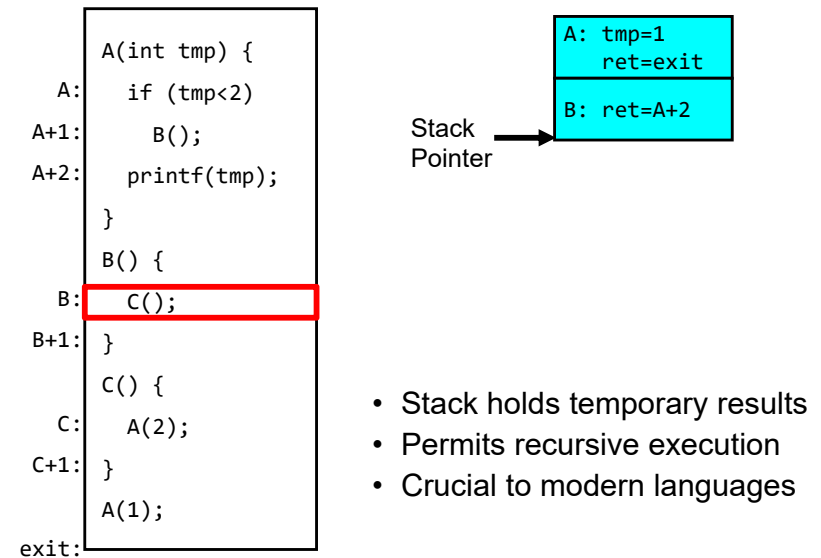 A(int tmp) {
A: if (tmp<2)
A+1: B();
A+2: printf(tmp);
}
B() {
B: C();
B+1: }
C() {
C: A(2);
C+1: }
A(1);
exit:
A: tmp=1
ret=exit
B: ret=A+2
Stack
Pointer
• Stack holds temporary results
• Permits recursive execution
• Crucial to modern languages